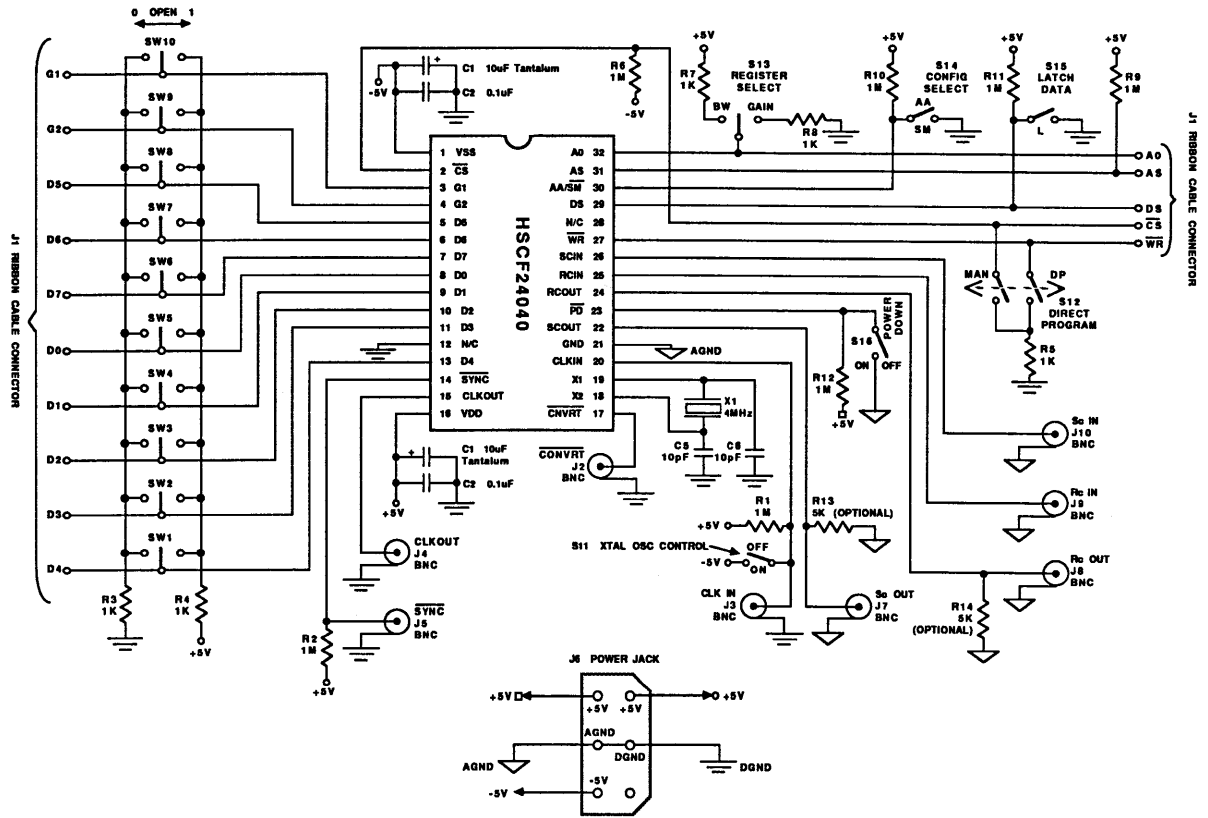 0 OPEN 1
SW10
G1
SW9
G2
SW8
D5
SW7
D6
SW6
D7
SW5
D0
SW4
D1
SW3
D2
SW2
D3
SW1
D4
J1 RIBBON CABLE CONNECTOR
R3
1K
R4
1K
+5V
C1 10uF Tantalum
C2 0.1uF
-5V
R6
1M
-5V
+5V
R7
1K
S13
REGISTER
SELECT
BW GAIN
R8
1K
+5V
R10
1M
S14
CONFIG
SELECT
AA
SM
+5V
R11
1M
S15
LATCH
DATA
L
+5V
R9
1M
J1 RIBBON CABLE CONNECTOR
A0
AS
DS
CS
WR
HSCF24040
1 VSS
2 CS
3 G1
4 G2
5 D5
6 D6
7 D7
8 D0
9 D1
10 D2
11 D3
12 N/C
13 D4
14 SYNC
15 CLKOUT
16 VDD
A0 32
AS 31
AA/SM 30
DS 29
N/C 28
WR 27
SCIN 26
RCIN 25
RCOUT 24
PD 23
SCOUT 22
GND 21
CLKIN 20
X1 19
X2 18
CNVRT 17
MAN DP
S12
DIRECT
PROGRAM
R5
1K
POWER
DOWN
S16
ON OFF
R12
1M
+5V
AGND
X1
4MHz
C5
10pF
C6
10pF
C1 10uF
Tantalum
C2 0.1uF
+5V
CONVRT
J2
BNC
Sc IN
J10
BNC
Rc IN
J9
BNC
Rc OUT
J8
BNC
R14
5K
(OPTIONAL)
R1
1M
+5V
R13
5K (OPTIONAL)
S11 XTAL OSC CONTROL
OFF
-5V
ON
CLK IN
J3
BNC
Sc OUT
J7
BNC
CLKOUT
J4
BNC
SYNC
J5
BNC
R2
1M
+5V
J6 POWER JACK
+5V
+5V
+5V
+5V
AGND
DGND
AGND
DGND
-5V
-5V